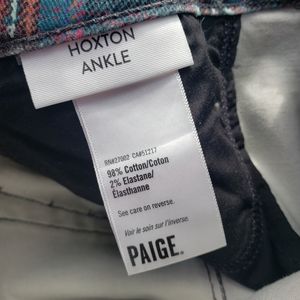 HOXTON
ANKLE
RN#27002 CA#51217
98% Cotton/Coton
2% Elastane/
Élasthanne
See care on reverse.
Voir le soin sur l'inverse.
PAIGE.